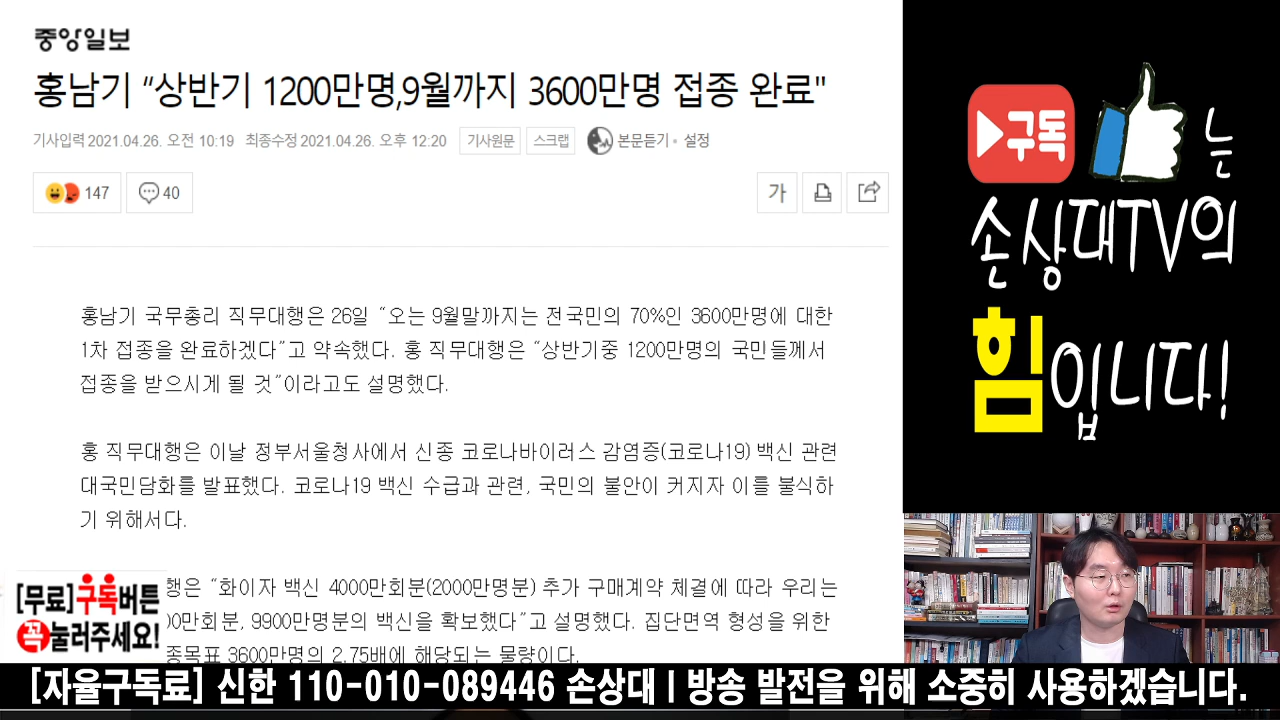 중앙일보
홍남기 “상반기 1200만명,9월까지 3600만명 접종 완료"
기사입력 2021.04.26. 오전 10:19 최종수정 2021.04.26. 오후 12:20 기사원문 스크랩 본문듣기 · 설정
147 40 가
홍남기 국무총리 직무대행은 26일 “오는 9월말까지는 전국민의 70%인 3600만명에 대한
1차 접종을 완료하겠다”고 약속했다. 홍 직무대행은 “상반기중 1200만명의 국민들께서
접종을 받으시게 될 것”이라고도 설명했다.
홍 직무대행은 이날 정부서울청사에서 신종 코로나바이러스 감염증(코로나19) 백신 관련
대국민담화를 발표했다. 코로나19 백신 수급과 관련, 국민의 불안이 커지자 이를 불식하
기 위해서다.
행은 “화이자 백신 4000만회분(2000만명분) 추가 구매계약 체결에 따라 우리는
00만회분, 9900만명분의 백신을 확보했다”고 설명했다. 집단면역 형성을 위한
종목표 3600만명의 2.75배에 해당되는 물량이다.
[무료]구독버튼
꼭 눌러주세요!
구독 는
손상대TV의
힘입니다!
[자율구독료] 신한 110-010-089446 손상대 | 방송 발전을 위해 소중히 사용하겠습니다.